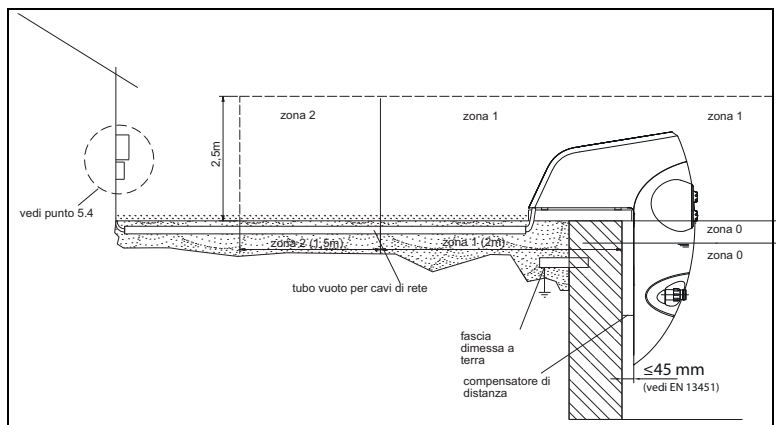 zona 2
zona 1
zona 1
2,5m
vedi punto 5.4
zona 0
zona 2 (1,5m)
zona 1 (2m)
zona 0
tubo vuoto per cavi di rete
fascia
dimessa a
terra
compensatore di
distanza
≤45 mm
(vedi EN 13451)